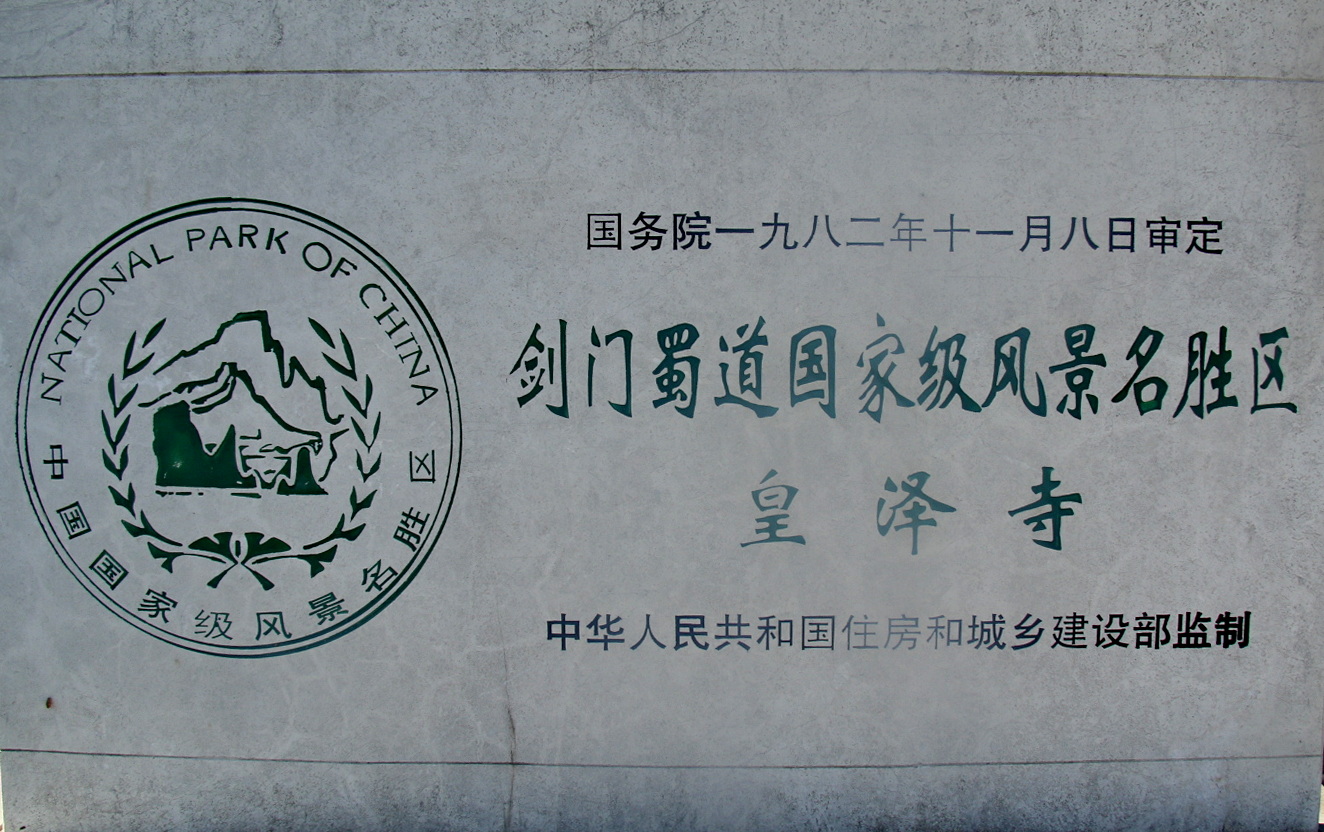 NATIONAL PARK OF CHINA
中国国家级风景名胜区
国务院一九八二年十一月八日审定
剑门蜀道国家级风景名胜区
皇泽寺
中华人民共和国住房和城乡建设部监制